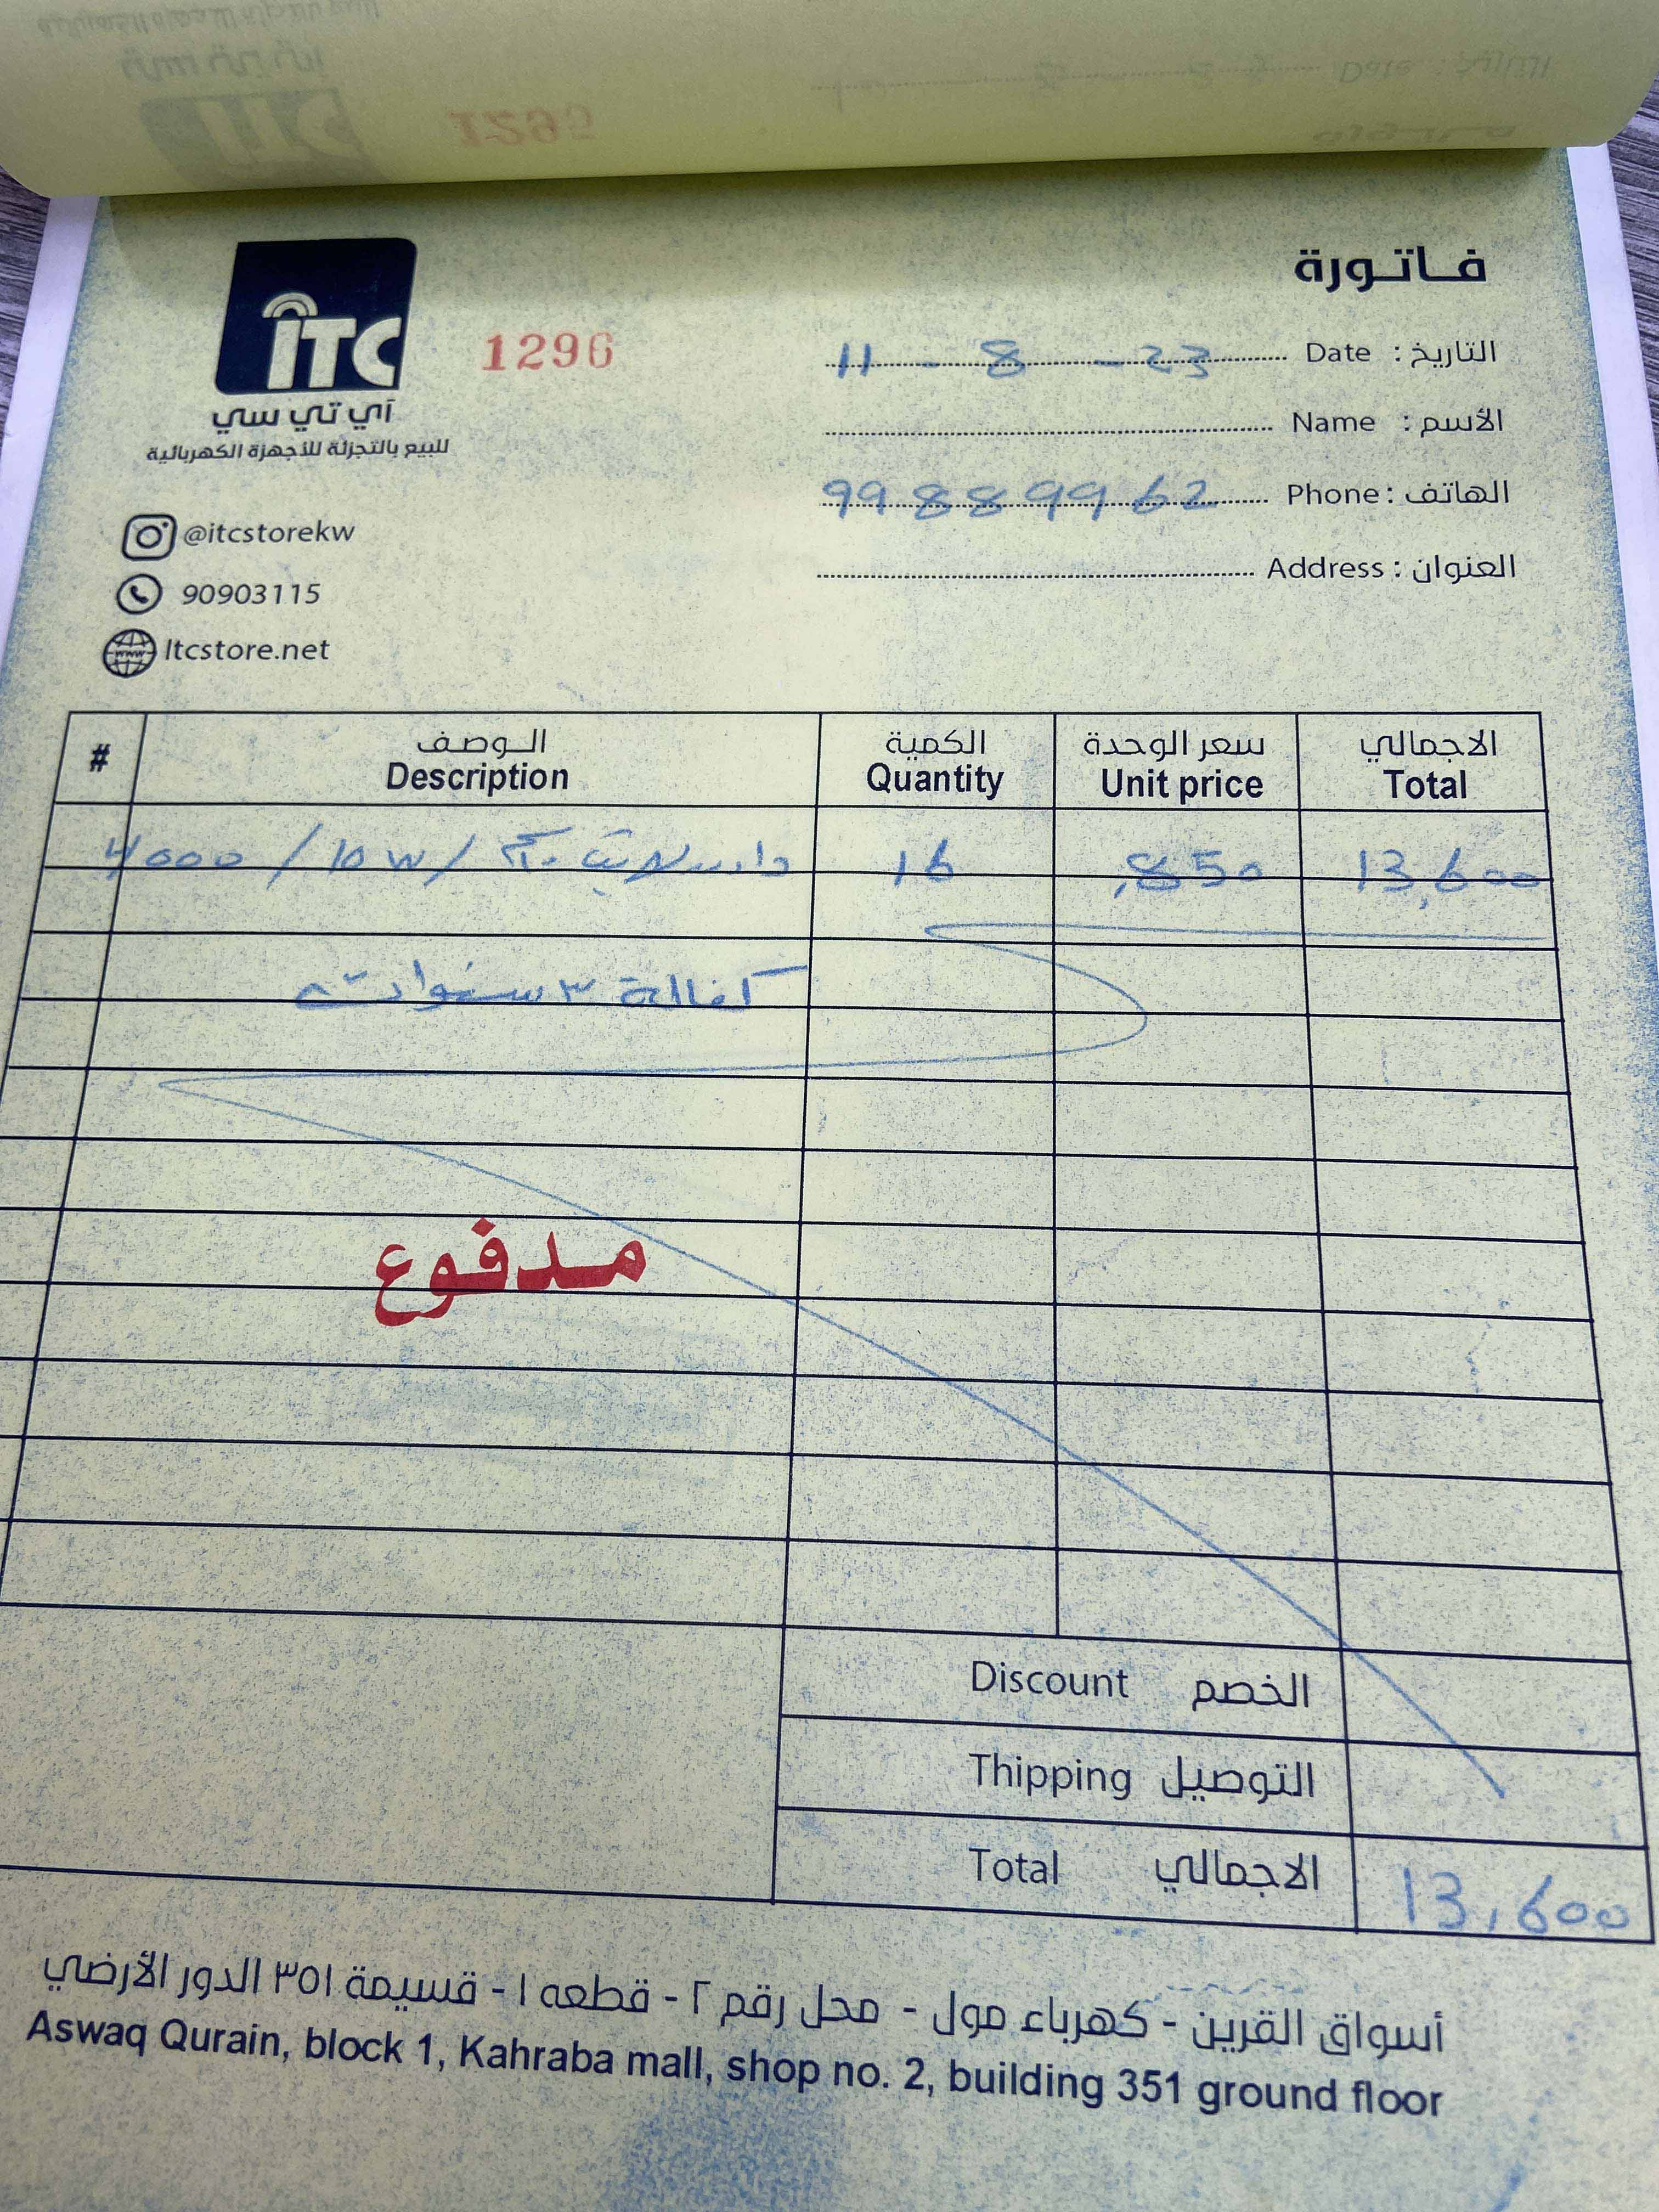 1292
فاتورة
ITC
1296
آي تي سي
للبيع بالتجزئة للأجهزة الكهربائية
التاريخ : Date 11 - 8 - 23
الأسم : Name
الهاتف : Phone 99889962
العنوان : Address
@itcstorekw
90903115
Itcstore.net
# الوصف الكمية سعر الوحدة الاجمالي
Description Quantity Unit price Total
4000 / 10 W / داون لايت 16 ,850 13,600
كفالة ٣ سنوات
مدفوع
Discount الخصم
Thipping التوصيل
Total الاجمالي 13,600
أسواق القرين - كهرباء مول - محل رقم ٢ - قطعه ١ - قسيمة ٣٥١ الدور الأرضي
Aswaq Qurain, block 1, Kahraba mall, shop no. 2, building 351 ground floor